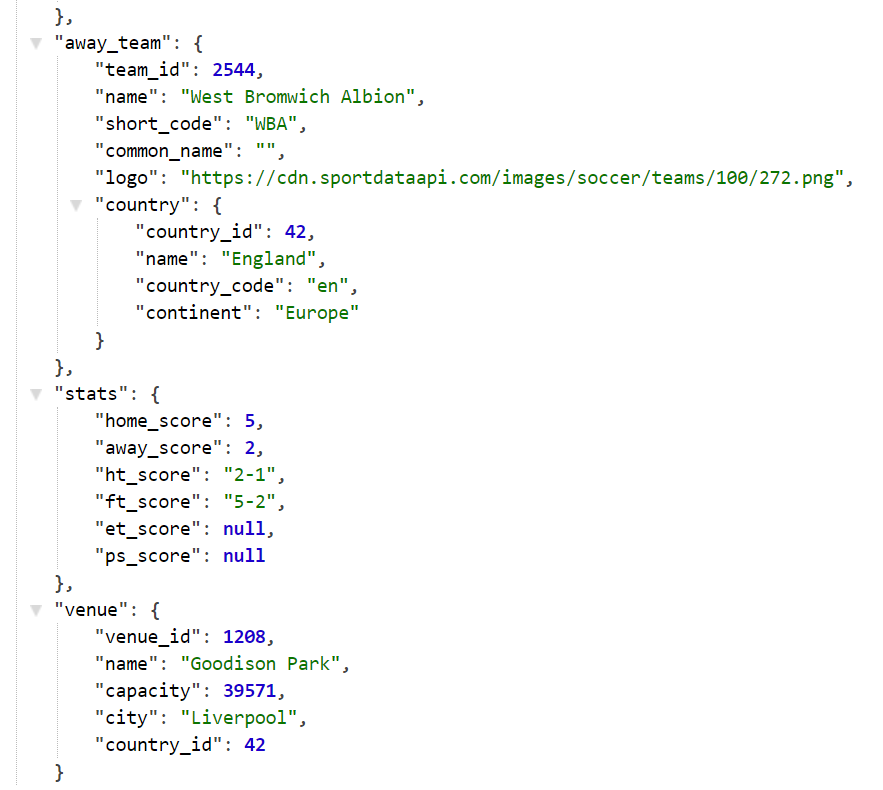 },
"away_team": {
"team_id": 2544,
"name": "West Bromwich Albion",
"short_code": "WBA",
"common_name": "",
"logo": "https://cdn.sportdataapi.com/images/soccer/teams/100/272.png",
"country": {
"country_id": 42,
"name": "England",
"country_code": "en",
"continent": "Europe"
}
},
"stats": {
"home_score": 5,
"away_score": 2,
"ht_score": "2-1",
"ft_score": "5-2",
"et_score": null,
"ps_score": null
},
"venue": {
"venue_id": 1208,
"name": "Goodison Park",
"capacity": 39571,
"city": "Liverpool",
"country_id": 42
}